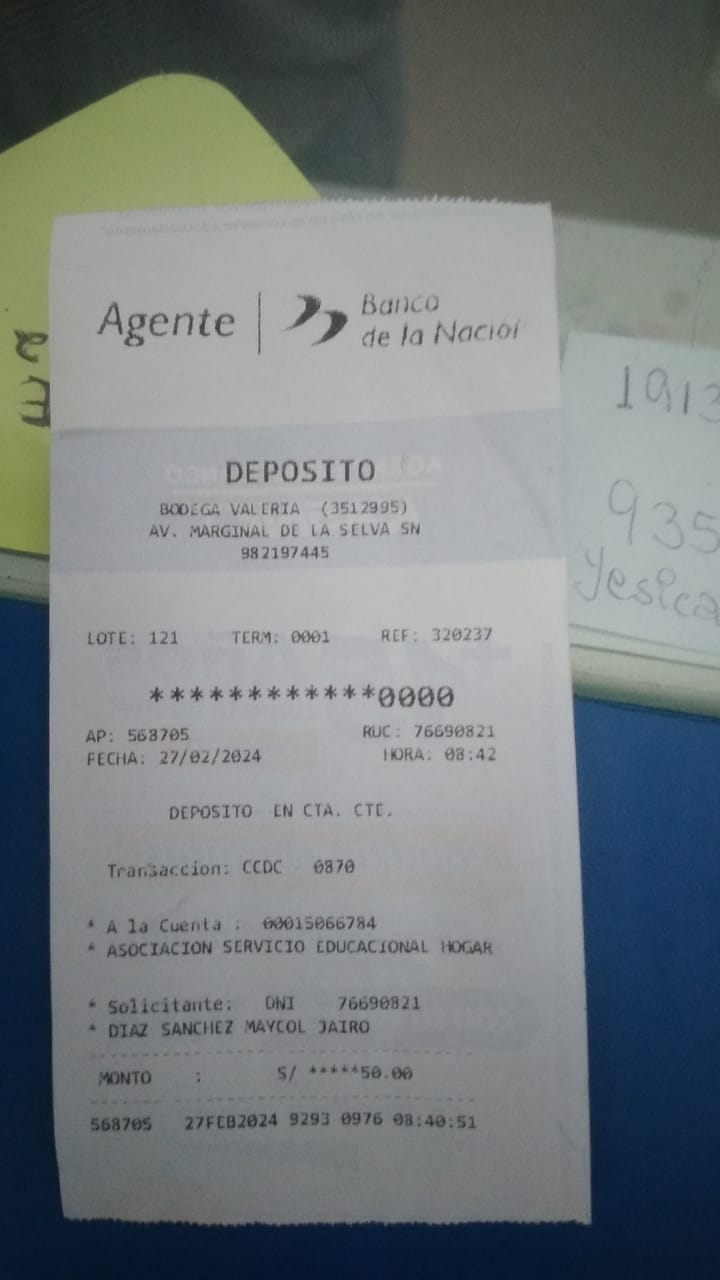 Agente | Banco
de la Nación
DEPOSITO
BODEGA VALERIA (3512995)
AV. MARGINAL DE LA SELVA SN
982197445
LOTE: 121 TERM: 0001 REF: 320237
************0000
AP: 568705 RUC: 76690821
FECHA: 27/02/2024 HORA: 08:42
DEPOSITO EN CTA. CTE.
Transaccion: CCDC 0870
* A la Cuenta : 00015066784
* ASOCIACION SERVICIO EDUCACIONAL HOGAR
* Solicitante: DNI 76690821
* DIAZ SANCHEZ MAYCOL JAIRO
MONTO : S/ *****50.00
568705 27FEB2024 9293 0976 08:40:51
1913
935
Yesica